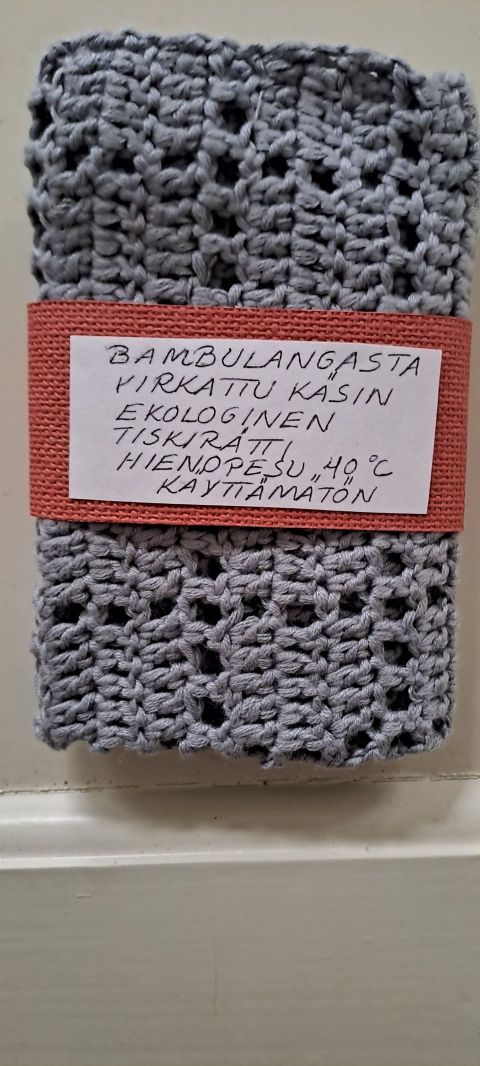 BAMBULANGASTA
VIRKATTU KÄSIN
EKOLOGINEN
TISKIRÄTTI
HIENOPESU 40 °C
KÄYTTÄMÄTÖN